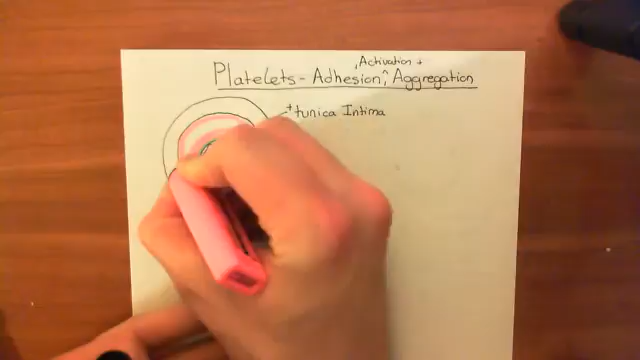 Activation +
Platelets - Adhesion, ^ Aggregation
tunica Intima